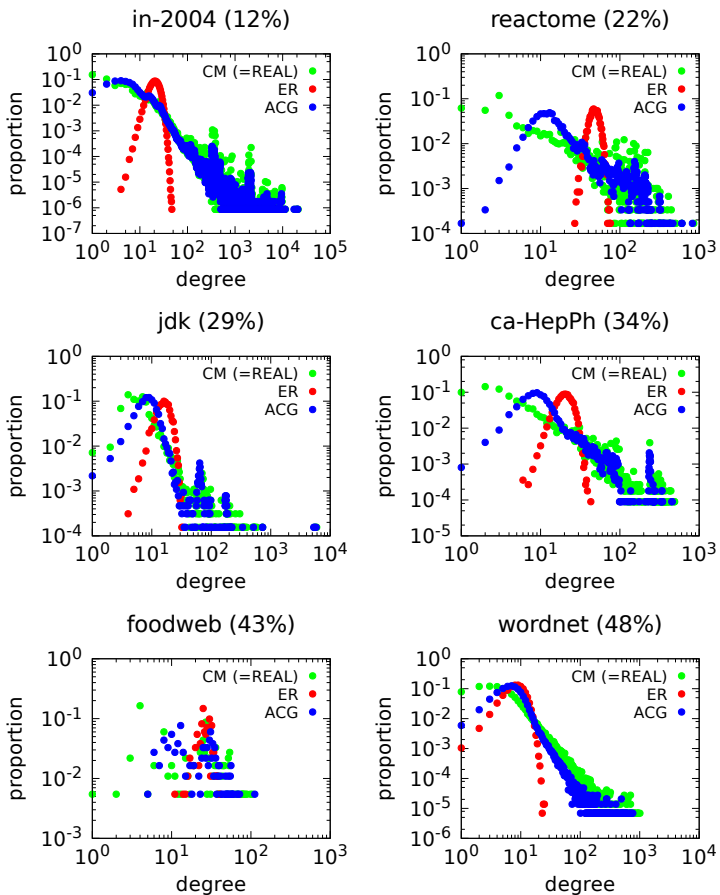 in-2004 (12%)
proportion
10^0
10^-1
10^-2
10^-3
10^-4
10^-5
10^-6
10^-7
CM (=REAL)
ER
ACG
10^0 10^1 10^2 10^3 10^4 10^5
degree
reactome (22%)
proportion
10^0
10^-1
10^-2
10^-3
10^-4
CM (=REAL)
ER
ACG
10^0 10^1 10^2 10^3
degree
jdk (29%)
proportion
10^0
10^-1
10^-2
10^-3
10^-4
CM (=REAL)
ER
ACG
10^0 10^1 10^2 10^3 10^4
degree
ca-HepPh (34%)
proportion
10^0
10^-1
10^-2
10^-3
10^-4
10^-5
CM (=REAL)
ER
ACG
10^0 10^1 10^2 10^3
degree
foodweb (43%)
proportion
10^0
10^-1
10^-2
10^-3
CM (=REAL)
ER
ACG
10^0 10^1 10^2 10^3
degree
wordnet (48%)
proportion
10^0
10^-1
10^-2
10^-3
10^-4
10^-5
10^-6
CM (=REAL)
ER
ACG
10^0 10^1 10^2 10^3 10^4
degree